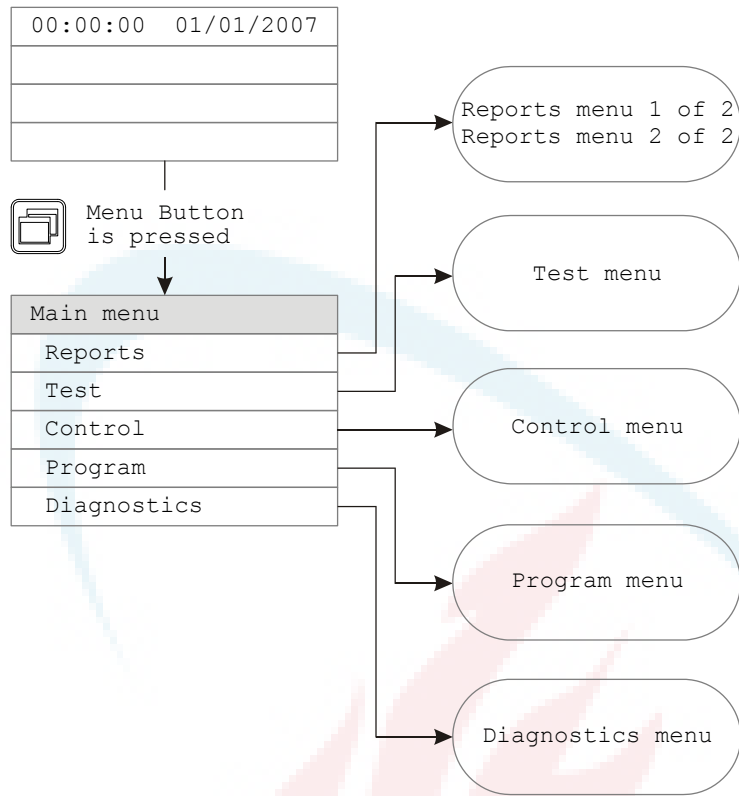 00:00:00 01/01/2007
Menu Button
is pressed
Main menu
Reports
Test
Control
Program
Diagnostics
Reports menu 1 of 2
Reports menu 2 of 2
Test menu
Control menu
Program menu
Diagnostics menu